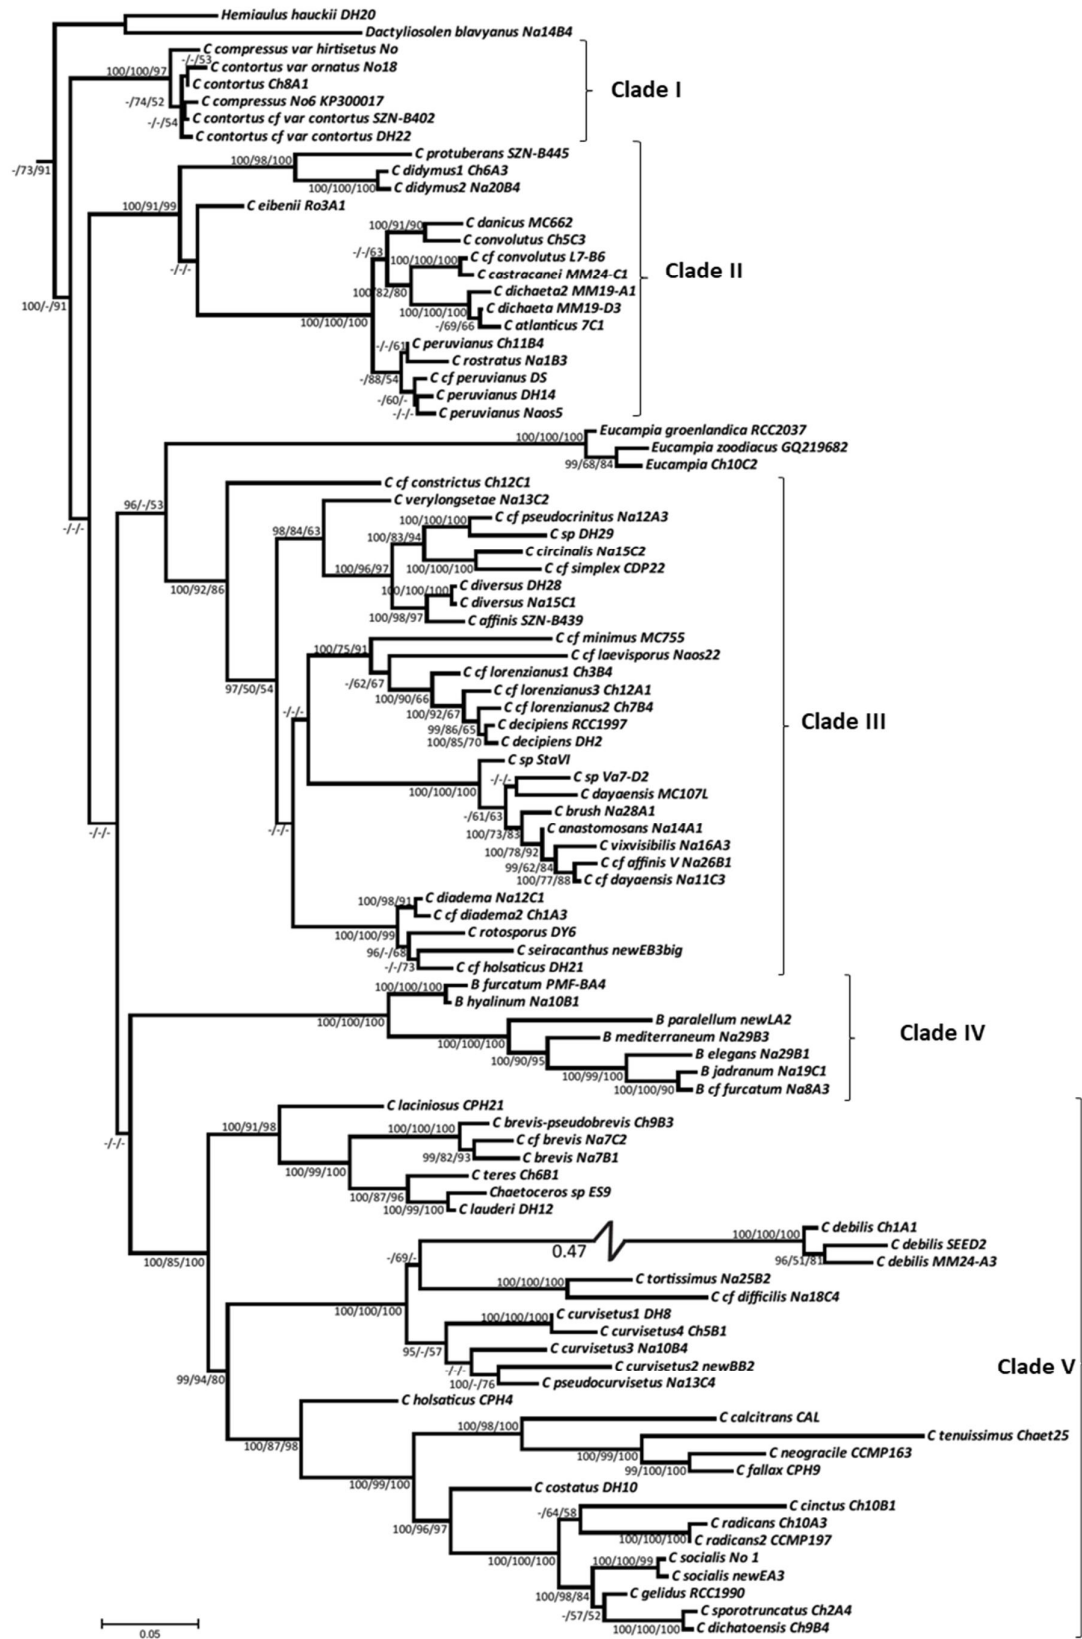 Hemiaulus hauckii DH20
Dactyliosolen blavyanus Na14B4
C compressus var hirtisetus No
-/-/53
C contortus var ornatus No18
100/100/97
C contortus Ch8A1
-/74/52
C compressus No6 KP300017
C contortus cf var contortus SZN-B402
-/-/54
C contortus cf var contortus DH22
Clade I
-/73/91
C protuberans SZN-B445
100/98/100
C didymus1 Ch6A3
100/100/100
C didymus2 Na20B4
100/91/99
C eibenii Ro3A1
C danicus MC662
100/91/90
C convolutus Ch5C3
-/-/63
C cf convolutus L7-B6
100/100/100
-/-/-
C castracanei MM24-C1
Clade II
C dichaeta2 MM19-A1
100/82/80
100/-/91
C dichaeta MM19-D3
100/100/100
100/100/100
C atlanticus 7C1
-/69/66
C peruvianus Ch11B4
-/-/61
C rostratus Na1B3
C cf peruvianus DS
-/88/54
C peruvianus DH14
-/60/-
C peruvianus Naos5
-/-/-
Eucampia groenlandica RCC2037
100/100/100
Eucampia zoodiacus GQ219682
Eucampia Ch10C2
99/68/84
C cf constrictus Ch12C1
C verylongsetae Na13C2
96/-/53
C cf pseudocrinitus Na12A3
100/100/100
-/-/-
98/84/63
C sp DH29
100/83/94
C circinalis Na15C2
C cf simplex CDP22
100/96/97
100/100/100
C diversus DH28
100/92/86
100/100/100
C diversus Na15C1
C affinis SZN-B439
100/98/97
C cf minimus MC755
100/75/91
C cf laevisporus Naos22
C cf lorenzianus1 Ch3B4
-/62/67
97/50/54
C cf lorenzianus3 Ch12A1
100/90/66
C cf lorenzianus2 Ch7B4
-/-/-
100/92/67
C decipiens RCC1997
99/86/65
C decipiens DH2
100/85/70
Clade III
C sp StaVI
C sp Va7-D2
-/-/-
100/100/100
C dayaensis MC107L
C brush Na28A1
-/61/63
C anastomosans Na14A1
-/-/-
-/-/-
100/73/83
C vixvisibilis Na16A3
100/78/92
C cf affinis V Na26B1
99/62/84
C cf dayaensis Na11C3
100/77/88
C diadema Na12C1
100/98/91
C cf diadema2 Ch1A3
C rotosporus DY6
100/100/99
C seiracanthus newEB3big
96/-/68
C cf holsaticus DH21
-/-/73
B furcatum PMF-BA4
100/100/100
B hyalinum Na10B1
100/100/100
B paralellum newLA2
B mediterraneum Na29B3
100/100/100
Clade IV
B elegans Na29B1
100/90/95
B jadranum Na19C1
100/99/100
B cf furcatum Na8A3
100/100/90
C laciniosus CPH21
C brevis-pseudobrevis Ch9B3
100/91/98
100/100/100
C cf brevis Na7C2
-/-/-
C brevis Na7B1
99/82/93
100/99/100
C teres Ch6B1
Chaetoceros sp ES9
100/87/96
C lauderi DH12
100/99/100
C debilis Ch1A1
100/100/100
C debilis SEED2
0.47
-/69/-
C debilis MM24-A3
96/51/81
100/85/100
C tortissimus Na25B2
100/100/100
C cf difficilis Na18C4
100/100/100
C curvisetus1 DH8
100/100/100
C curvisetus4 Ch5B1
C curvisetus3 Na10B4
95/-/57
C curvisetus2 newBB2
-/-/-
Clade V
C pseudocurvisetus Na13C4
100/-/76
99/94/80
C holsaticus CPH4
C calcitrans CAL
100/98/100
C tenuissimus Chaet25
100/87/98
C neogracile CCMP163
100/99/100
C fallax CPH9
99/100/100
100/99/100
C costatus DH10
C cinctus Ch10B1
-/64/58
C radicans Ch10A3
100/96/97
C radicans2 CCMP197
100/100/100
C socialis No 1
100/100/100
100/100/99
C socialis newEA3
C gelidus RCC1990
100/98/84
C sporotruncatus Ch2A4
-/57/52
C dichatoensis Ch9B4
100/100/100
0.05